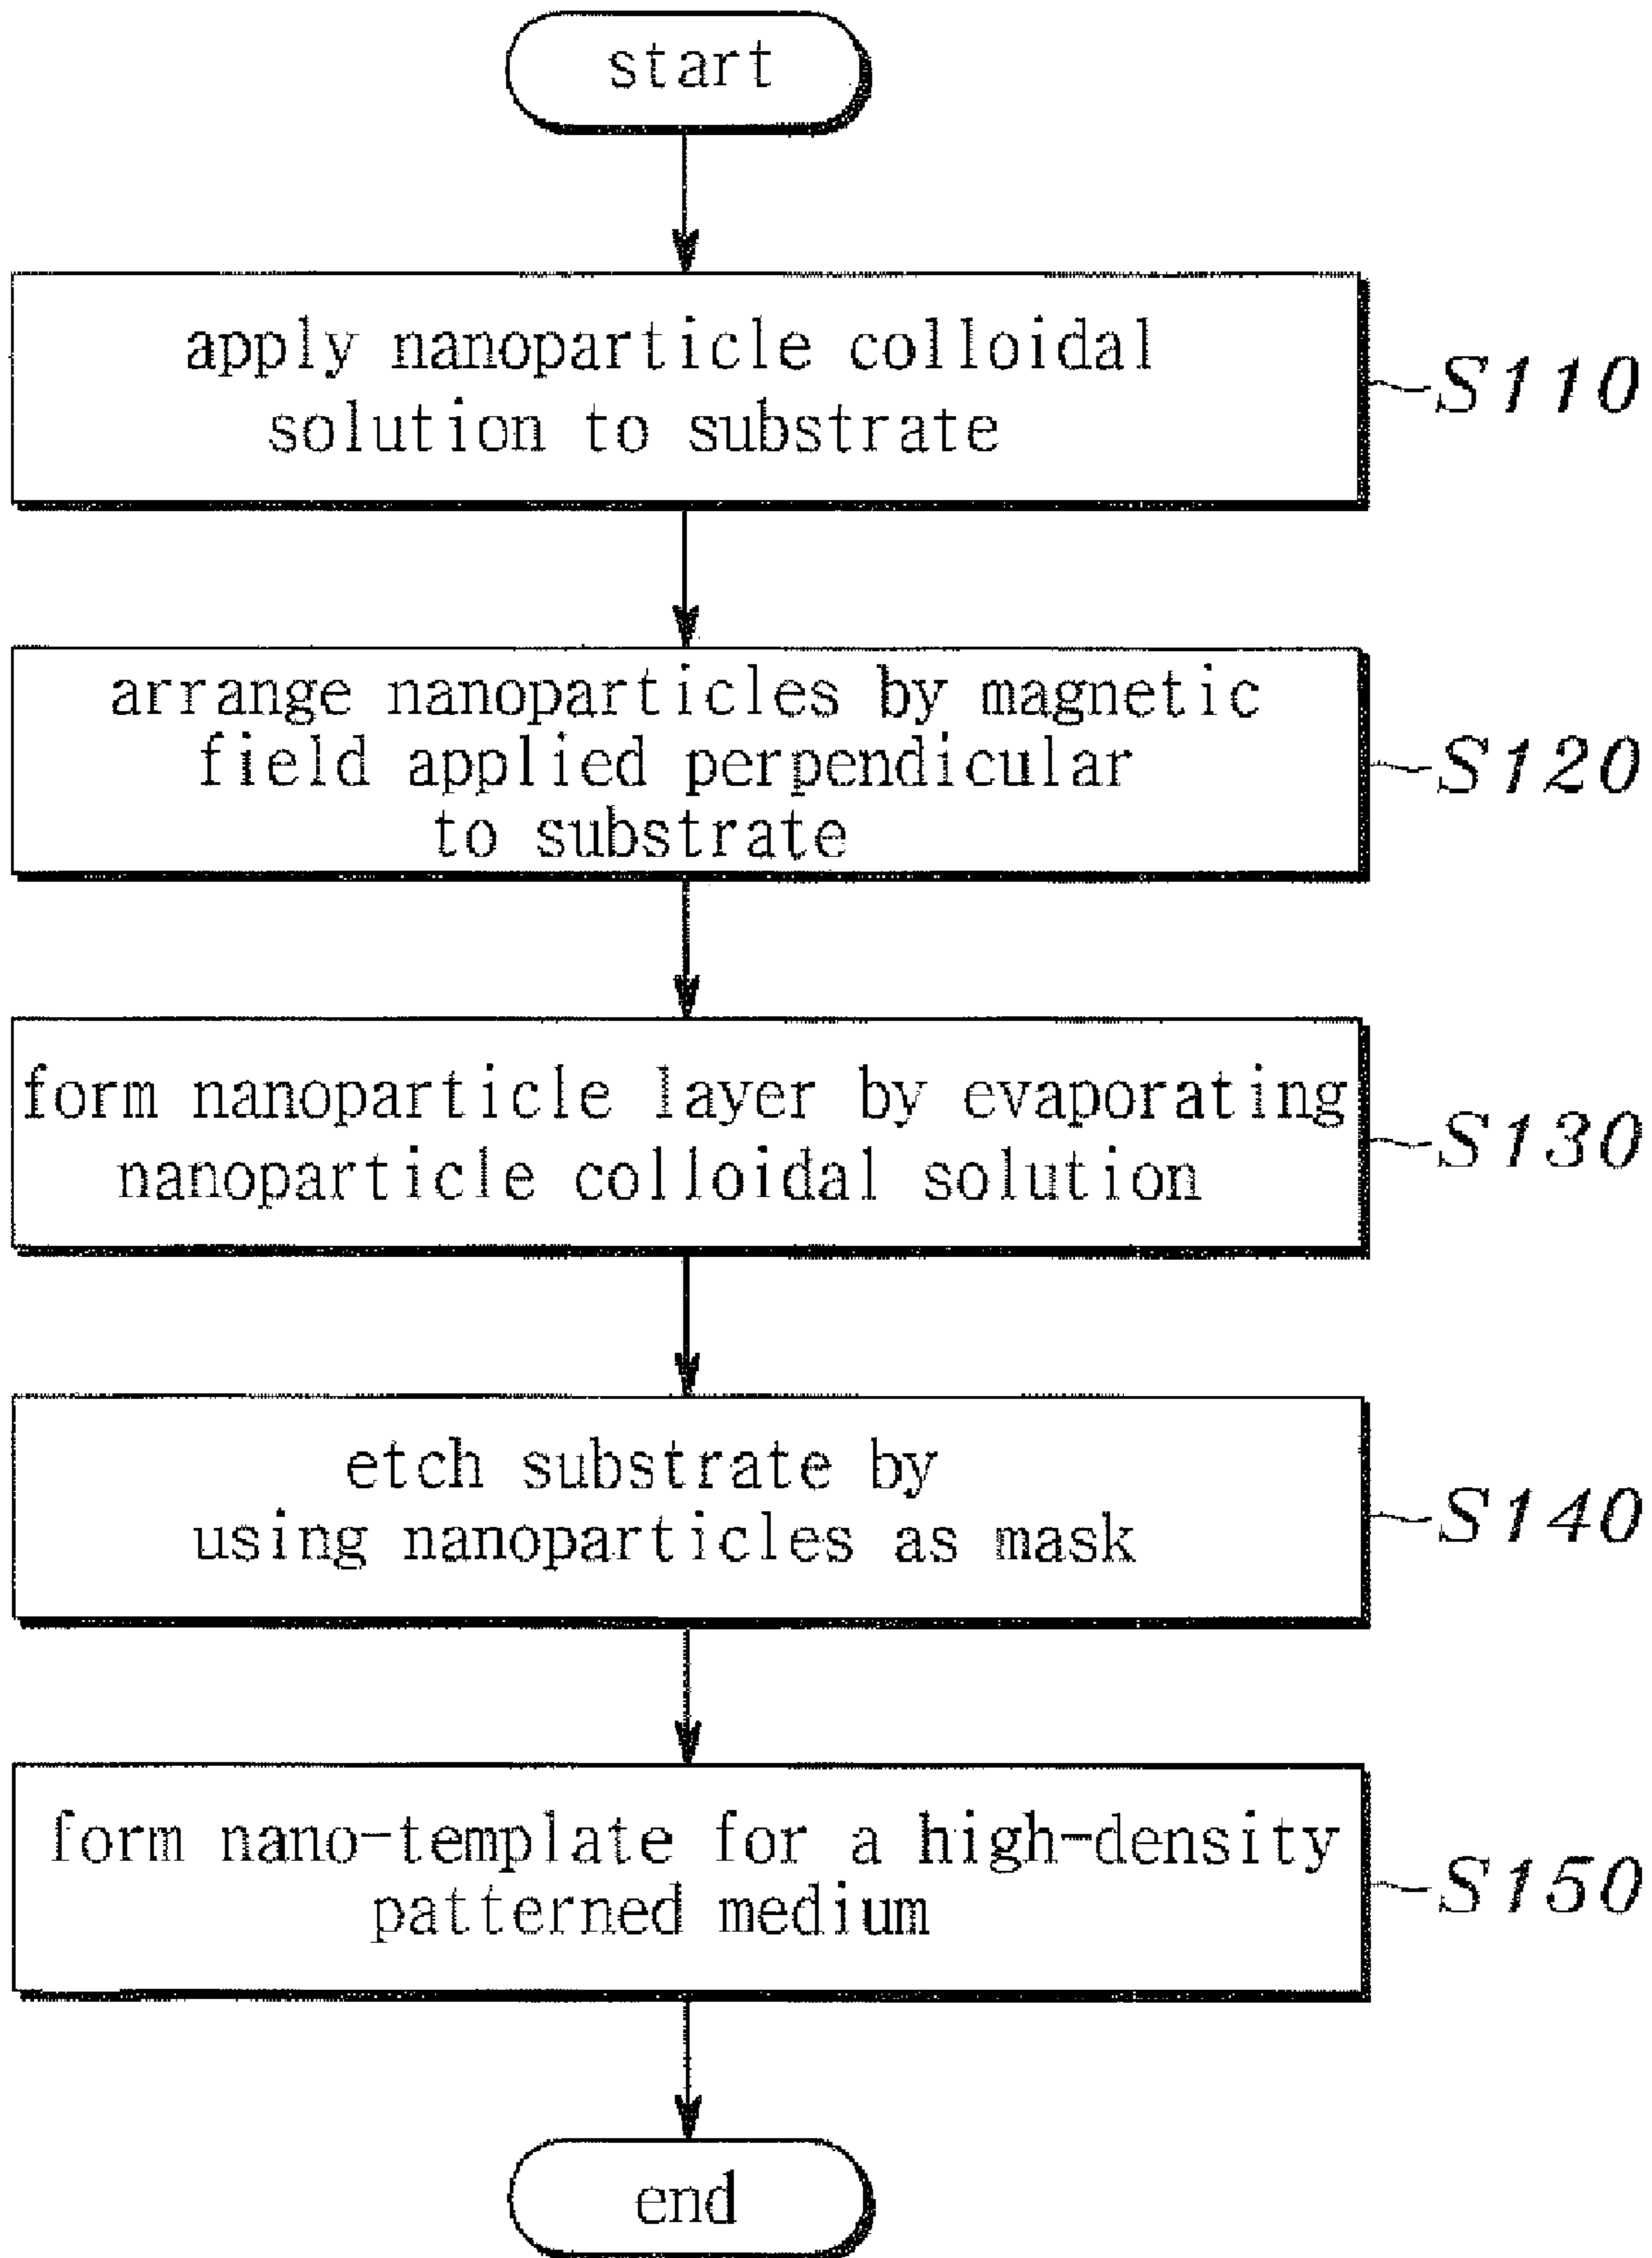 start
apply nanoparticle colloidal
solution to substrate
S110
arrange nanoparticles by magnetic
field applied perpendicular
to substrate
S120
form nanoparticle layer by evaporating
nanoparticle colloidal solution
S130
etch substrate by
using nanoparticles as mask
S140
form nano-template for a high-density
patterned medium
S150
end